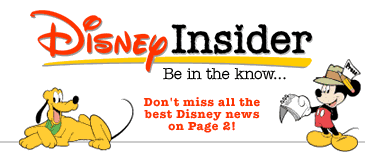 Disney Insider
Be in the know...
Don't miss all the
best Disney news
on Page 2!